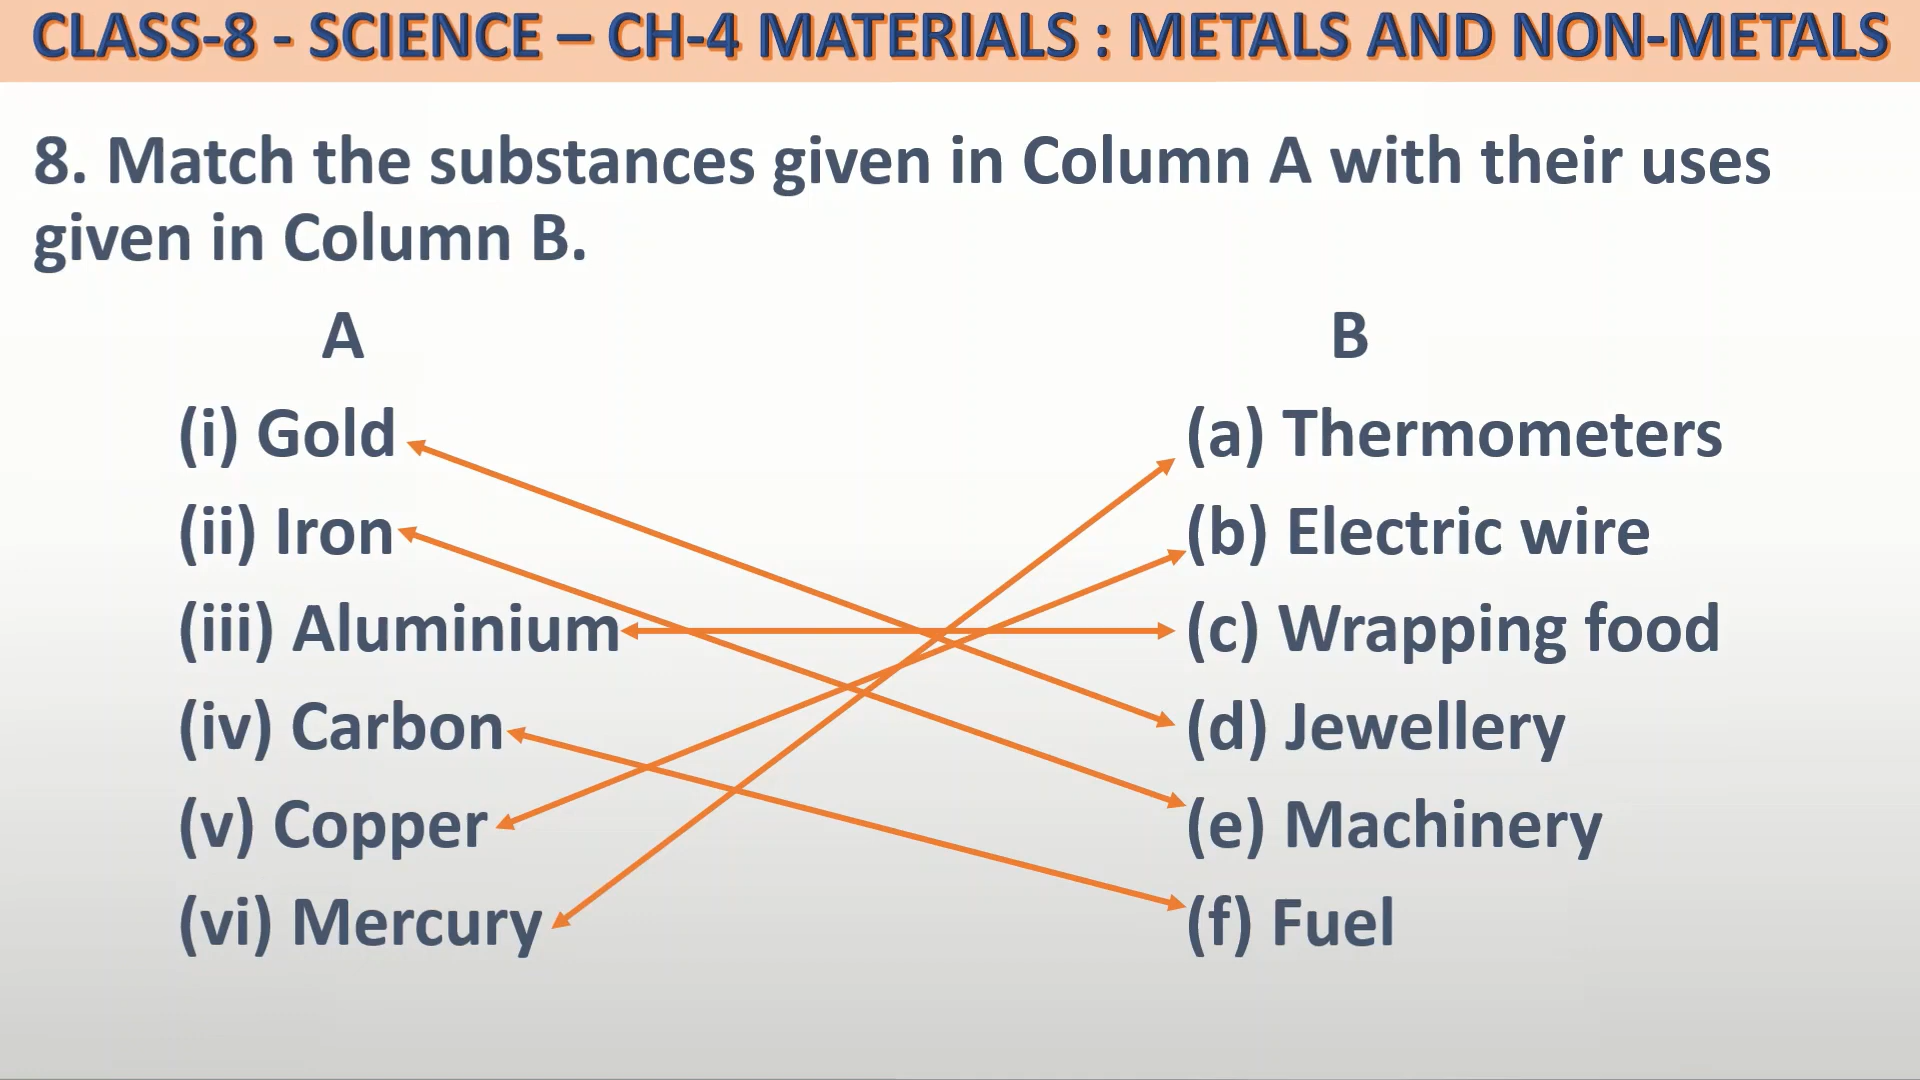 CLASS-8 - SCIENCE – CH-4 MATERIALS : METALS AND NON-METALS
8. Match the substances given in Column A with their uses
given in Column B.
A B
(i) Gold (a) Thermometers
(ii) Iron (b) Electric wire
(iii) Aluminium (c) Wrapping food
(iv) Carbon (d) Jewellery
(v) Copper (e) Machinery
(vi) Mercury (f) Fuel